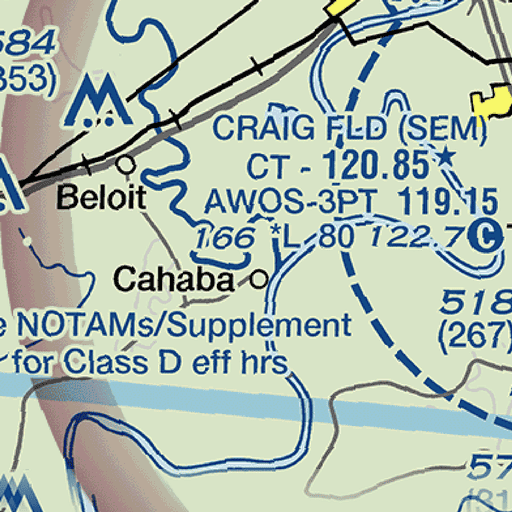 584
(353)
CRAIG FLD (SEM)
CT - 120.85★
AWOS-3PT 119.15
166 *L 80 122.7 C
Beloit
Cahaba
518
(267)
e NOTAMs/Supplement
for Class D eff hrs
57